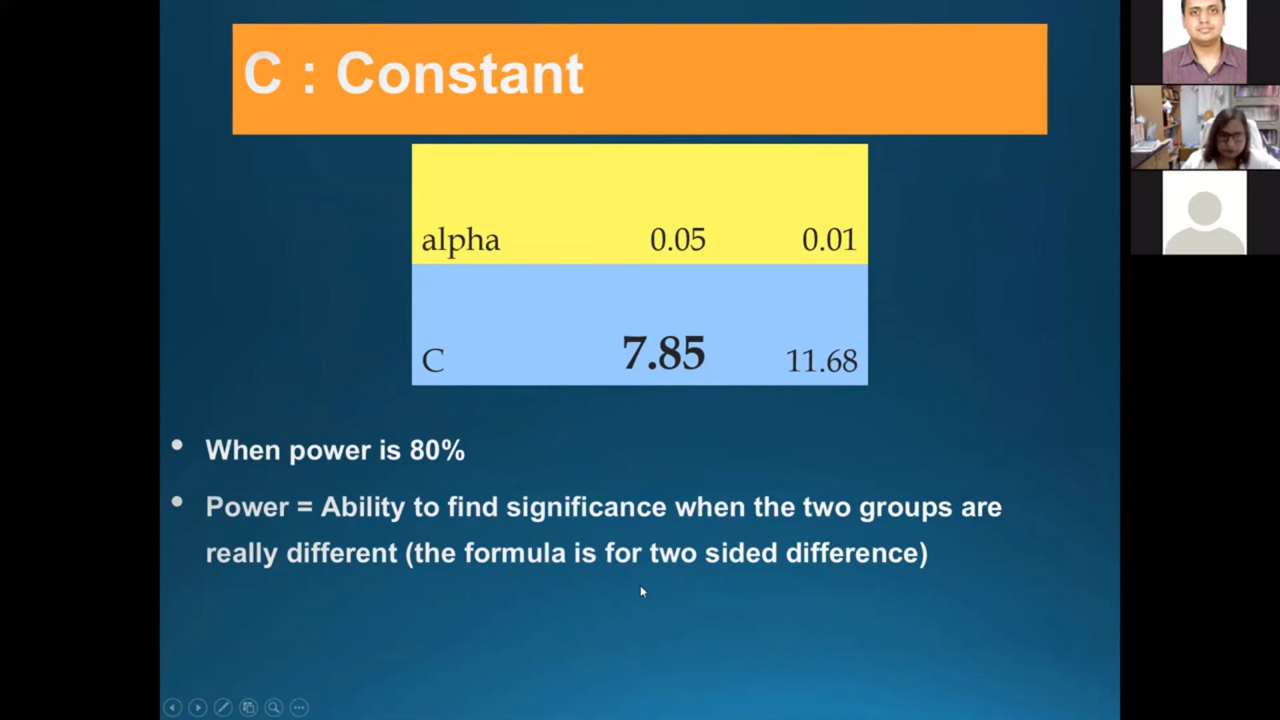 C : Constant
alpha 0.05 0.01
C 7.85 11.68
• When power is 80%
• Power = Ability to find significance when the two groups are
really different (the formula is for two sided difference)